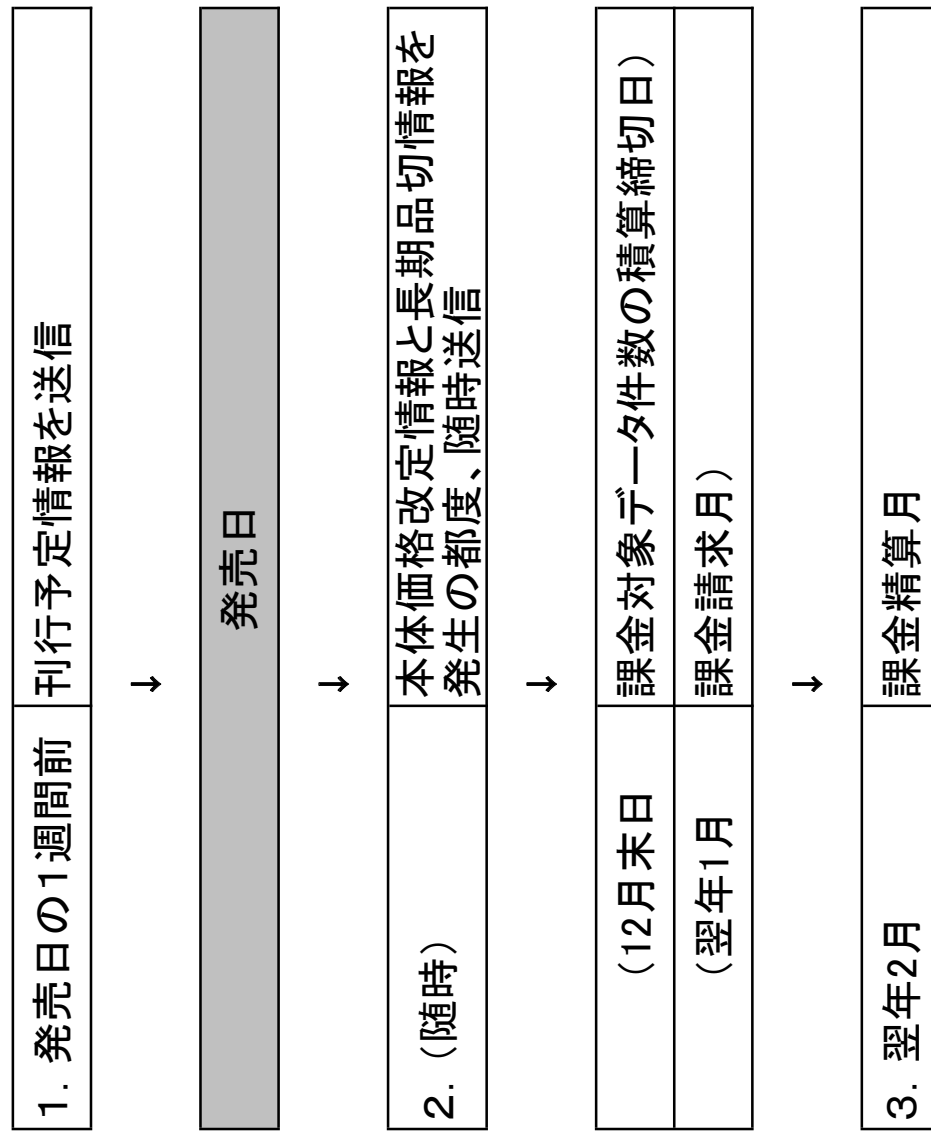 1. 発売日の1週間前 刊行予定情報を送信
↓
発売日
↓
2. （随時） 本体価格改定情報と長期品切情報を
発生の都度、随時送信
↓
（12月末日 課金対象データ件数の積算締切日）
（翌年1月 課金請求月）
↓
3. 翌年2月 課金精算月